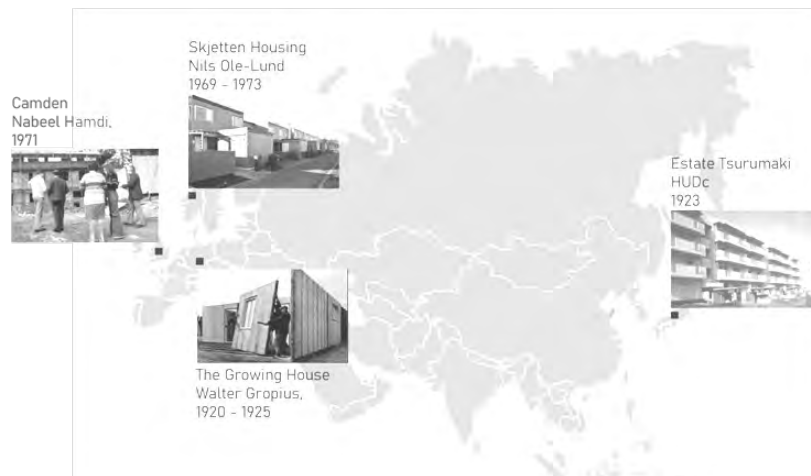 Skjetten Housing
Nils Ole-Lund
1969 - 1973
Camden
Nabeel Hamdi,
1971
Estate Tsurumaki
HUDc
1923
The Growing House
Walter Gropius,
1920 - 1925